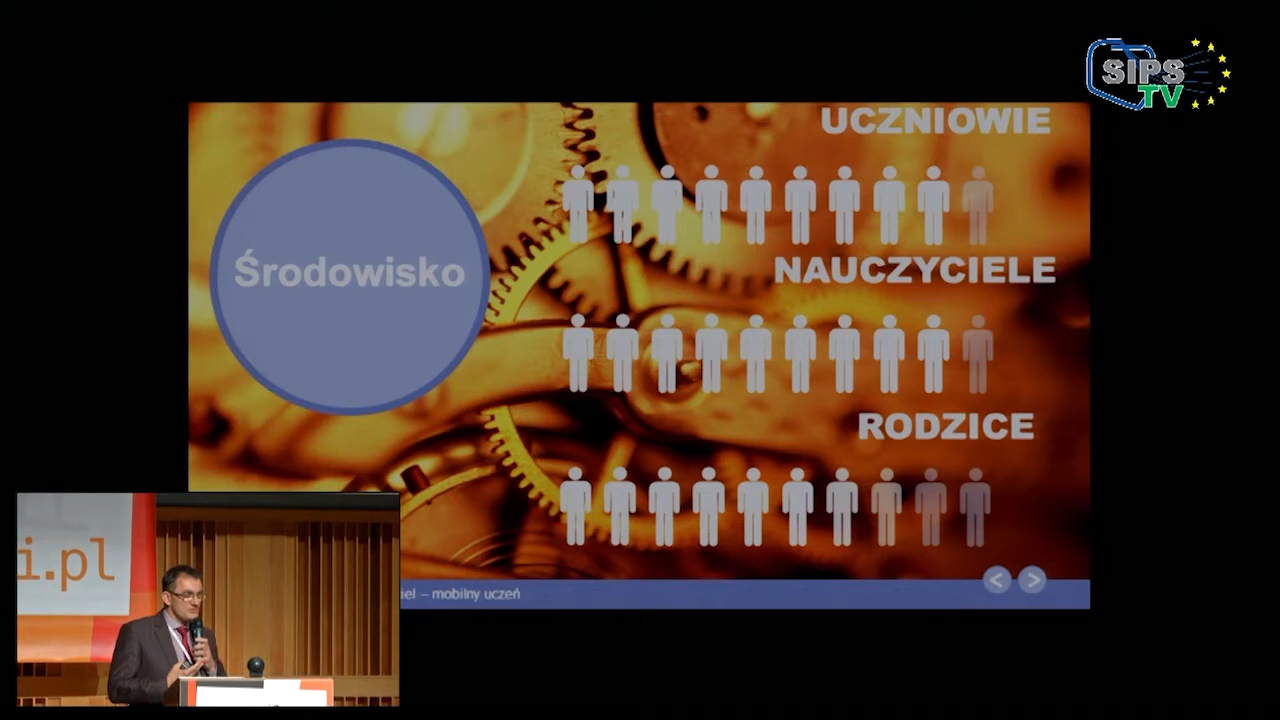 SIPS
TV
UCZNIOWIE
Środowisko
NAUCZYCIELE
RODZICE
i.pl
– mobilny uczeń
< >